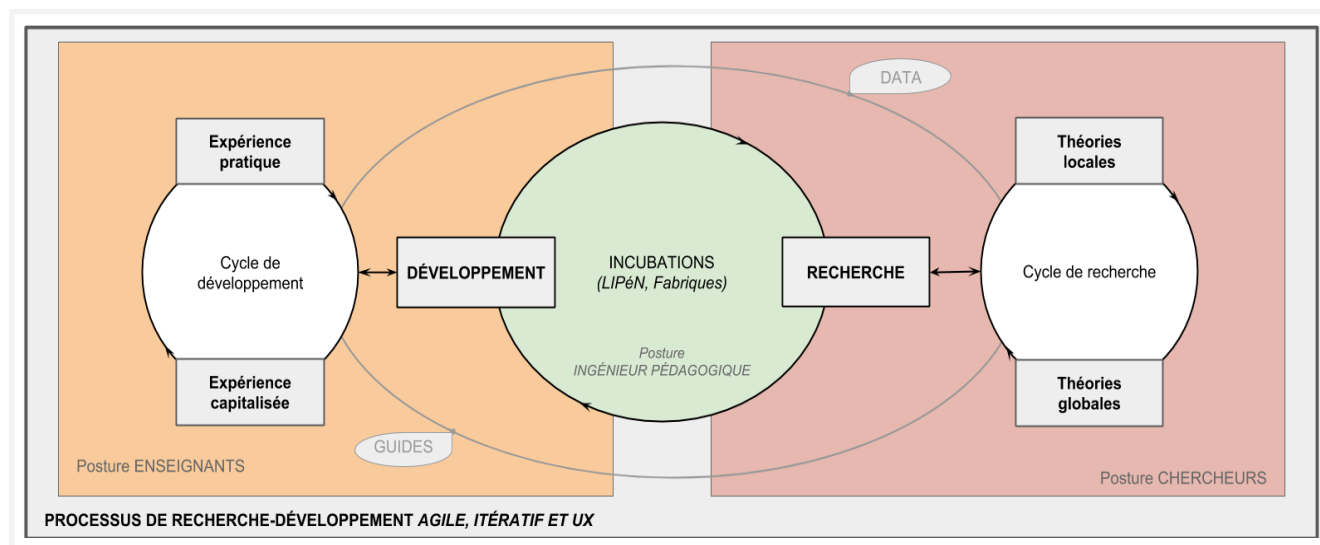 DATA
Expérience
pratique
Théories
locales
Cycle de
développement
DÉVELOPPEMENT
INCUBATIONS
(LIPéN, Fabriques)
RECHERCHE
Cycle de recherche
Posture
INGÉNIEUR PÉDAGOGIQUE
Expérience
capitalisée
Théories
globales
GUIDES
Posture ENSEIGNANTS
Posture CHERCHEURS
PROCESSUS DE RECHERCHE-DÉVELOPPEMENT AGILE, ITÉRATIF ET UX